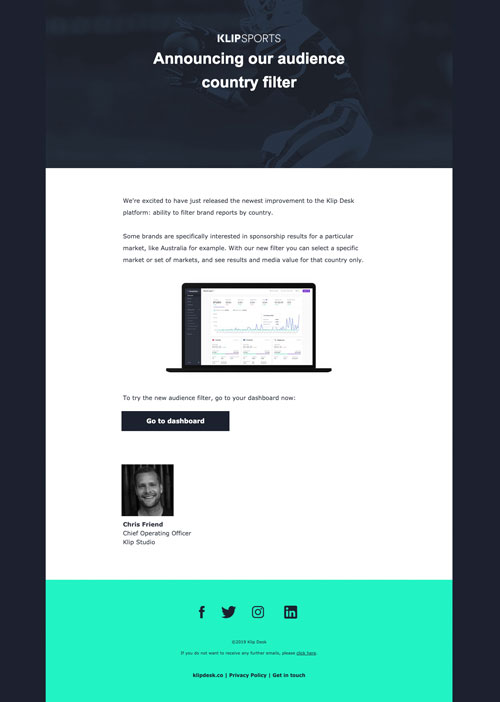 KLIPSPORTS
Announcing our audience
country filter
We're excited to have just released the newest improvement to the Klip Desk
platform: ability to filter brand reports by country.
Some brands are specifically interested in sponsorship results for a particular
market, like Australia for example. With our new filter you can select a specific
market or set of markets, and see results and media value for that country only.
To try the new audience filter, go to your dashboard now:
Go to dashboard
Chris Friend
Chief Operating Officer
Klip Studio
©2019 Klip Desk
If you do not want to receive any further emails, please click here.
klipdesk.co | Privacy Policy | Get in touch